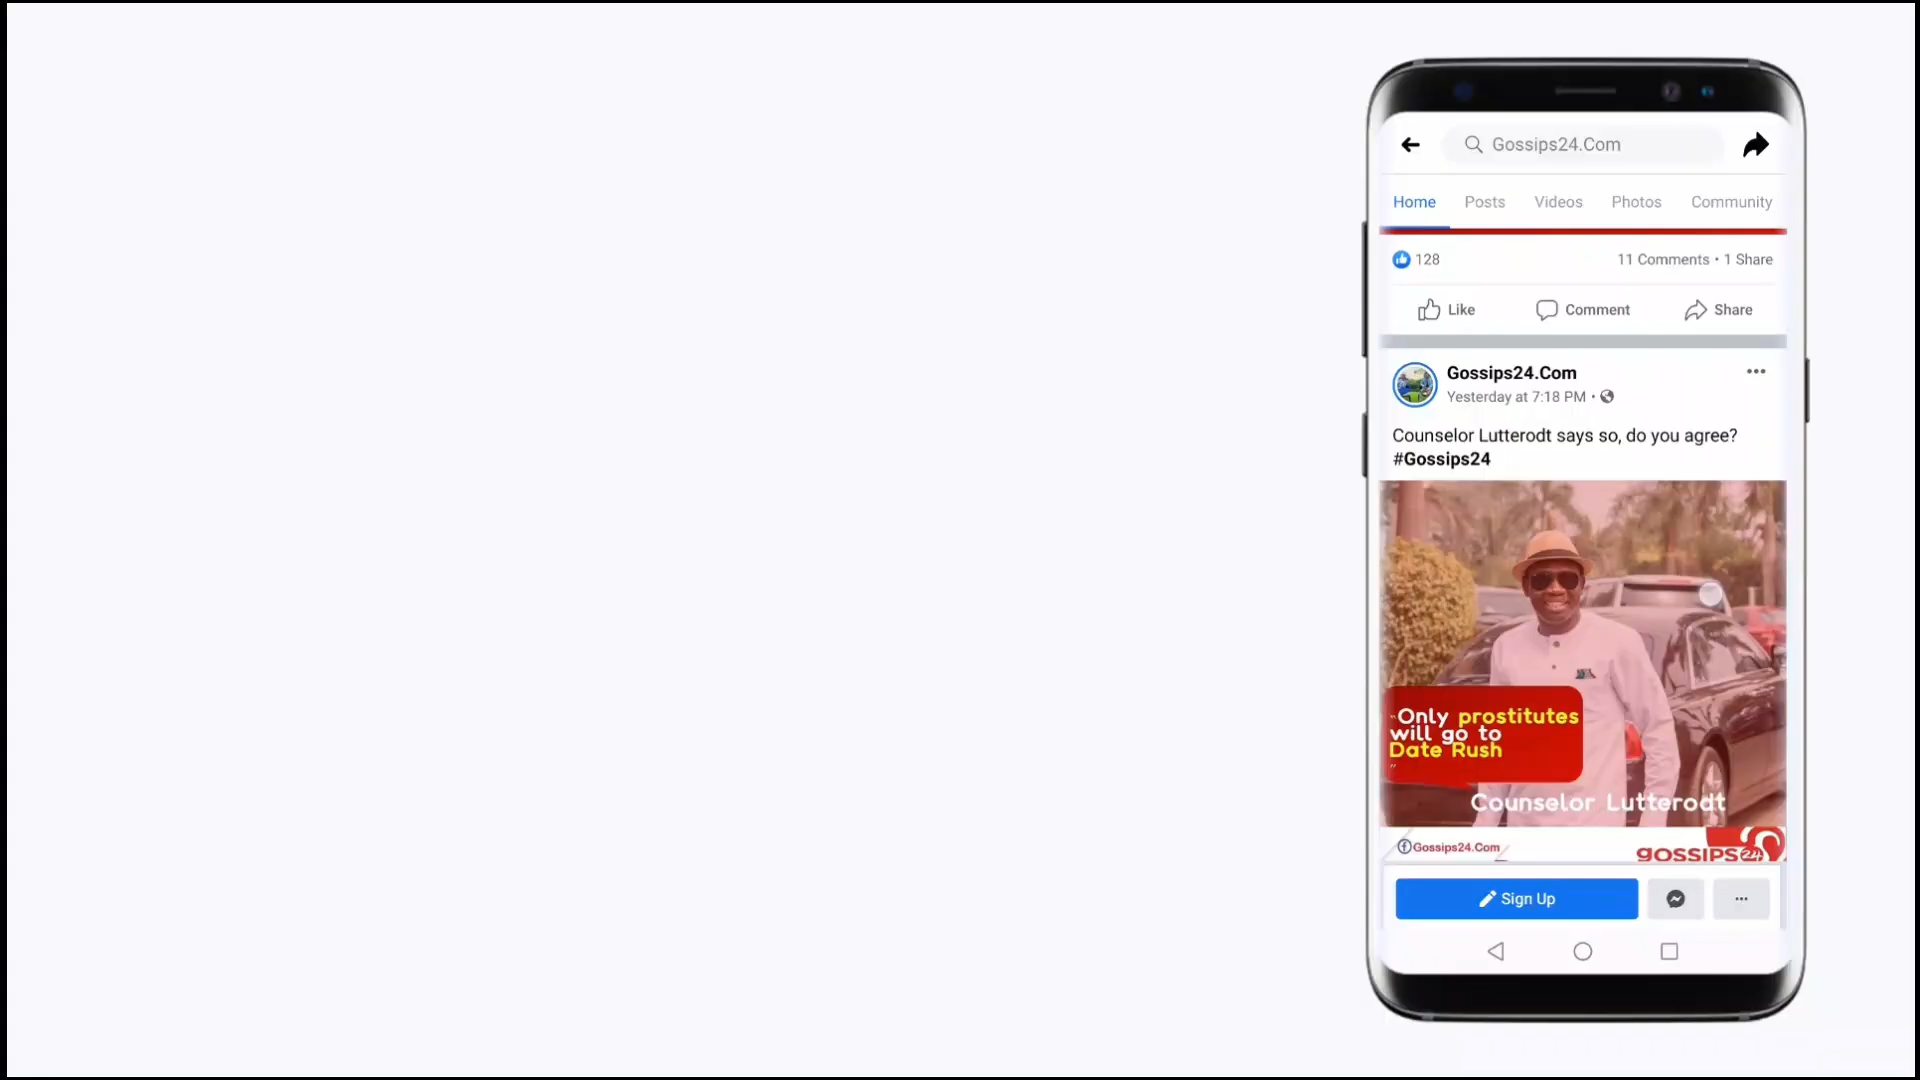 Gossips24.Com
Home Posts Videos Photos Community
128 11 Comments • 1 Share
Like Comment Share
Gossips24.Com
Yesterday at 7:18 PM •
Counselor Lutterodt says so, do you agree?
#Gossips24
"Only prostitutes
will go to
Date Rush
"
Counselor Lutterodt
Gossips24.Com
gossips24
Sign Up